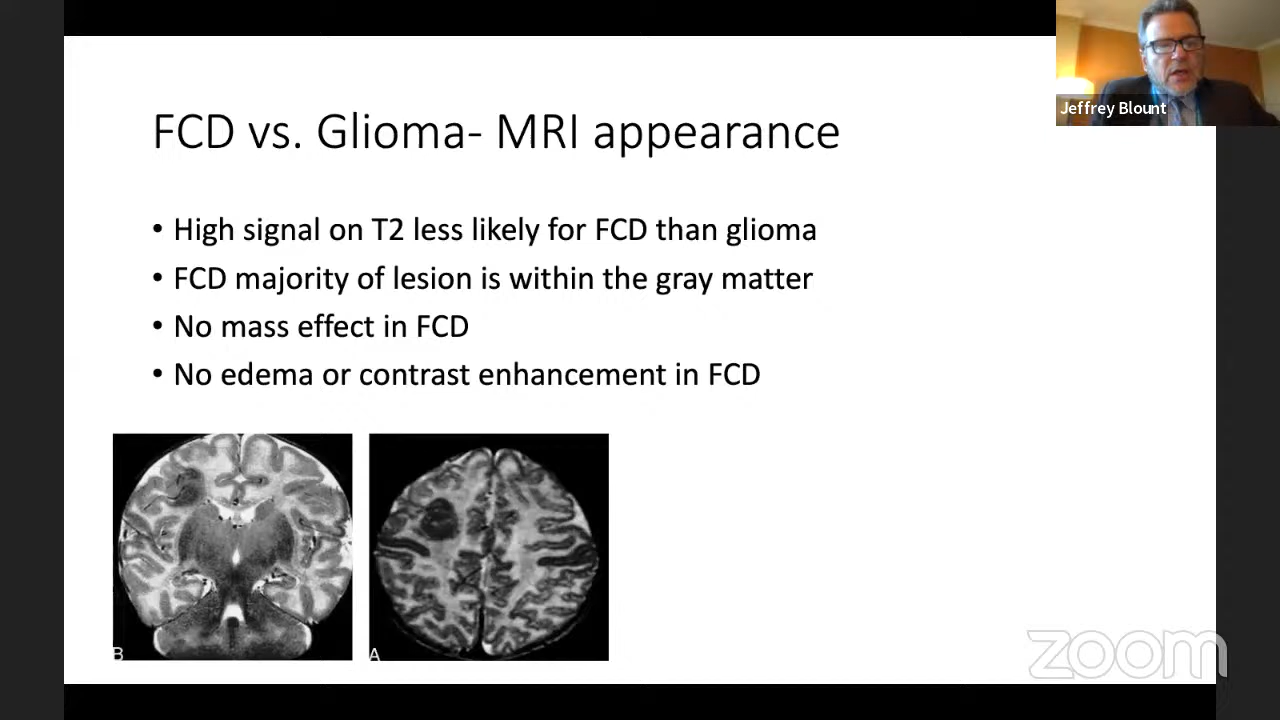 Jeffrey Blount
FCD vs. Glioma- MRI appearance
• High signal on T2 less likely for FCD than glioma
• FCD majority of lesion is within the gray matter
• No mass effect in FCD
• No edema or contrast enhancement in FCD
B
A
zoom